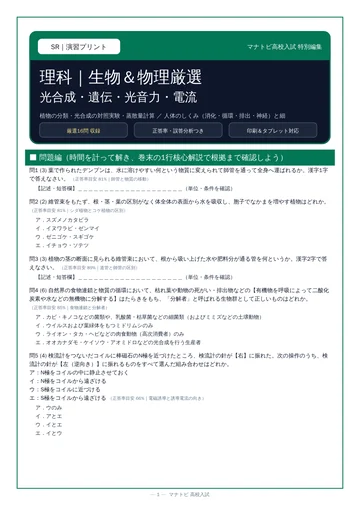 SR｜演習プリント
マナトピ高校入試 特別編集
理科｜生物＆物理厳選
光合成・遺伝・光音力・電流
植物の分類・光合成の対照実験・蒸散量計算 ／ 人体のしくみ（消化・循環・排出・神経）と細
厳選16問 収録
正答率・誤答分析つき
印刷＆タブレット対応
■ 問題編（時間を計って解き、巻末の1行核心解説で根拠まで確認しよう）
問1 (3) 葉で作られたデンプンは、水に溶けやすい何という物質に変えられて師管を通って全身へ運ばれるか。漢字1字
で答えなさい。
【記述・短答欄】＿＿＿＿＿＿＿＿＿＿＿＿＿＿＿＿＿＿＿＿（単位・条件を確認）
問2 (2) 維管束をもたず、根・茎・葉の区別がなく体全体の表面から水を吸収し、胞子でなかまを増やす植物はどれか。
ア．スズメノカタビラ
イ．イヌワラビ・ゼンマイ
ウ．ゼニゴケ・スギゴケ
エ．イチョウ・ソテツ
問3 (3) 植物の茎の断面に見られる維管束において、根から吸い上げた水や肥料分が通る管を何というか。漢字2字で答
えなさい。
【記述・短答欄】＿＿＿＿＿＿＿＿＿＿＿＿＿＿＿＿＿＿＿＿（単位・条件を確認）
問4 (6) 自然界の食物連鎖と物質の循環において、枯れ葉や動物の死がい・排出物などの【有機物を呼吸によって二酸化
炭素や水などの無機物に分解する】はたらきをもち、「分解者」と呼ばれる生物群として正しいものはどれか。
ア．カビ・キノコなどの菌類や、乳酸菌・枯草菌などの細菌類（およびミミズなどの土壌動物）
イ．ウイルスおよび葉緑体をもつミドリムシのみ
ウ．ライオン・タカ・ヘビなどの肉食動物（高次消費者）のみ
エ．オオカナダモ・ケイソウ・アオミドロなどの光合成を行う生産者
問5 (4) 検流計をつないだコイルに棒磁石のN極を近づけたところ、検流計の針が【右】に振れた。次の操作のうち、検
流計の針が【左（逆向き）】に振れるものをすべて選んだ組み合わせはどれか。
ア：N極をコイルの中に静止させておく
イ：N極をコイルから遠ざける
ウ：S極をコイルに近づける
エ：S極をコイルから遠ざける
ア．ウのみ
イ．アとエ
ウ．イとエ
エ．イとウ
― 1 ― マナトピ 高校入試